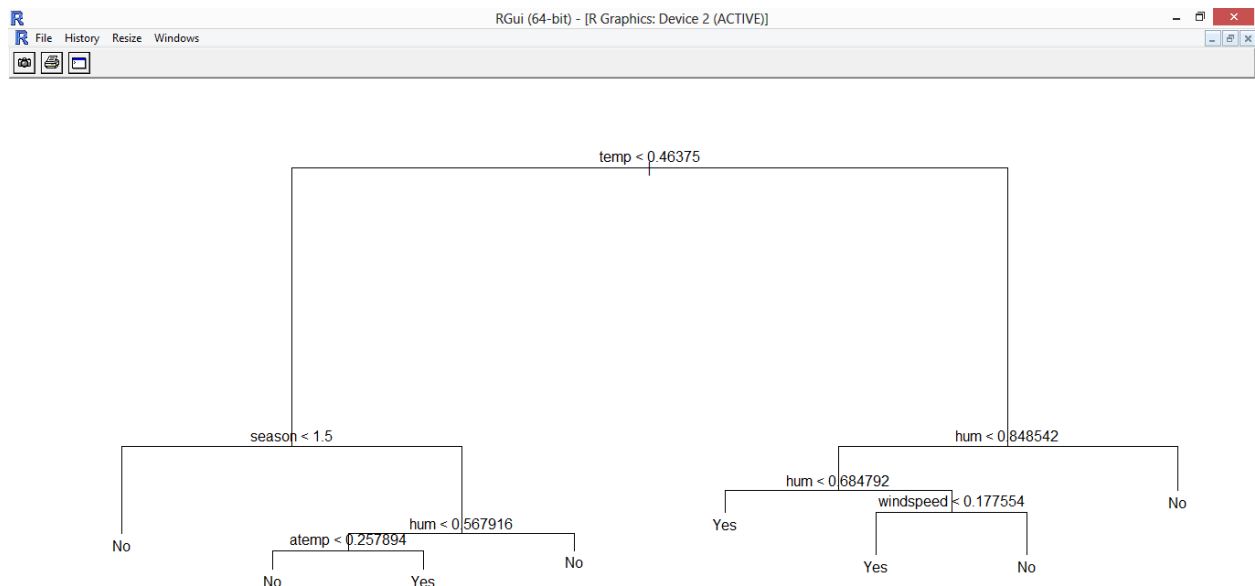 RGui (64-bit) - [R Graphics: Device 2 (ACTIVE)]
File History Resize Windows
temp < 0.46375
season < 1.5
hum < 0.848542
hum < 0.684792
windspeed < 0.177554
No
Yes
hum < 0.567916
atemp < 0.257894
No
No
Yes
No
No
Yes